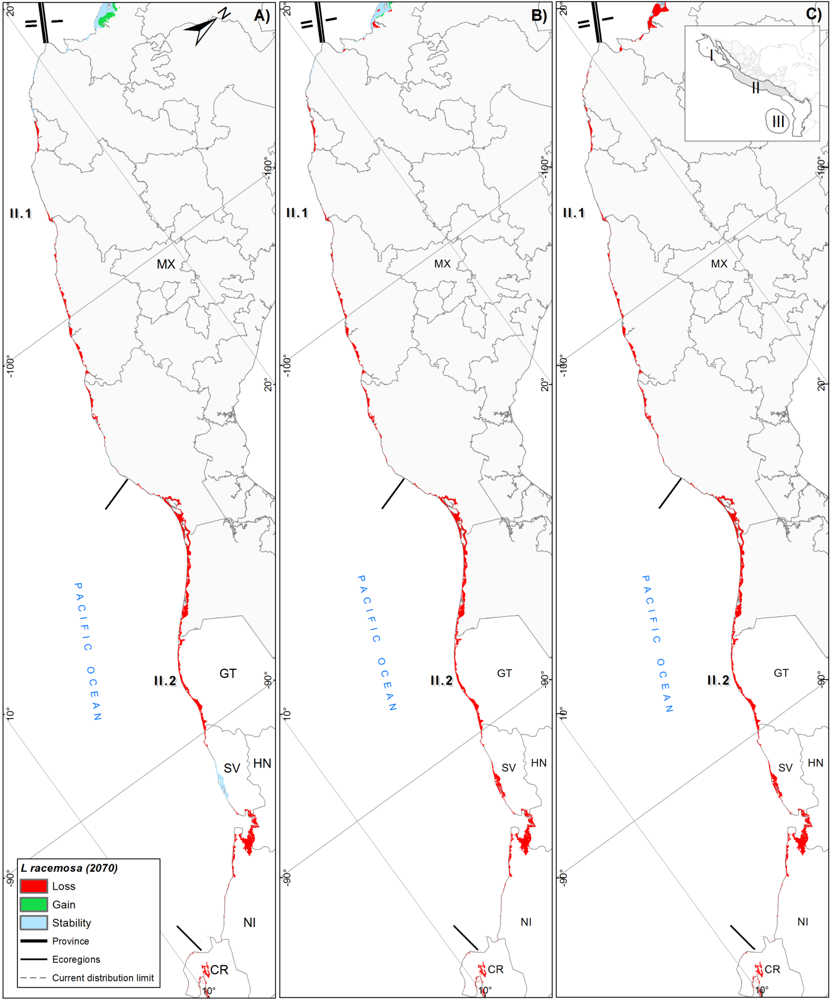 20°
II
I
N
A)
-100°
II.1
MX
-100°
20°
PACIFIC OCEAN
GT
II.2
-90°
10°
SV
HN
-90°
L racemosa (2070)
Loss
Gain
Stability
Province
Ecoregions
Current distribution limit
NI
CR
10°
20°
II
I
B)
-100°
II.1
MX
-100°
20°
PACIFIC OCEAN
GT
II.2
-90°
10°
SV
HN
-90°
NI
CR
10°
20°
II
I
C)
I
II
III
-100°
II.1
MX
-100°
20°
PACIFIC OCEAN
GT
II.2
-90°
10°
SV
HN
-90°
NI
CR
10°